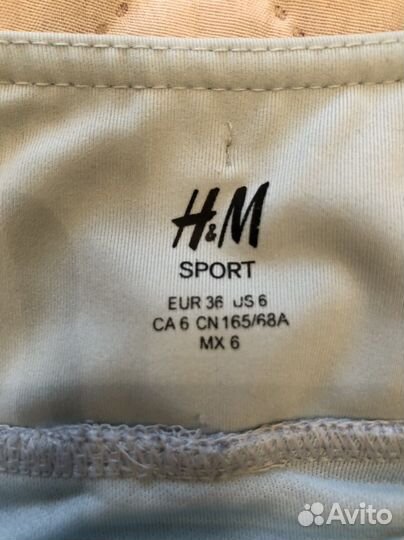 H&M
SPORT
EUR 36 US 6
CA 6 CN 165/68A
MX 6
Avito